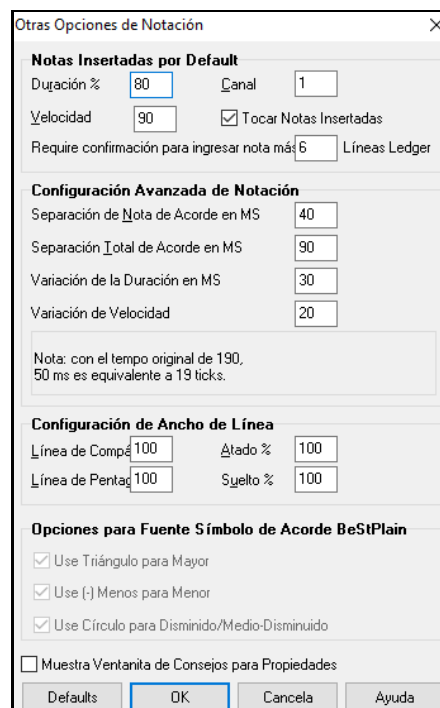 Otras Opciones de Notación
Notas Insertadas por Default
Duración % 80 Canal 1
Velocidad 90 Tocar Notas Insertadas
Require confirmación para ingresar nota más 6 Líneas Ledger
Configuración Avanzada de Notación
Separación de Nota de Acorde en MS 40
Separación Total de Acorde en MS 90
Variación de la Duración en MS 30
Variación de Velocidad 20
Nota: con el tempo original de 190,
50 ms es equivalente a 19 ticks.
Configuración de Ancho de Línea
Línea de Compá 100 Atado % 100
Línea de Pentag 100 Suelto % 100
Opciones para Fuente Símbolo de Acorde BeStPlain
Use Triángulo para Mayor
Use (-) Menos para Menor
Use Círculo para Disminido/Medio-Disminuido
Muestra Ventanita de Consejos para Propiedades
Defaults OK Cancela Ayuda